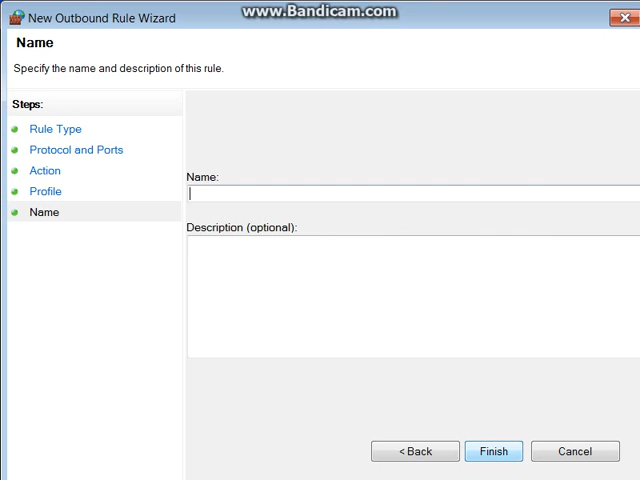 www.Bandicam.com
New Outbound Rule Wizard
Name
Specify the name and description of this rule.
Steps:
Rule Type
Protocol and Ports
Action
Profile
Name
Name:
Description (optional):
< Back
Finish
Cancel